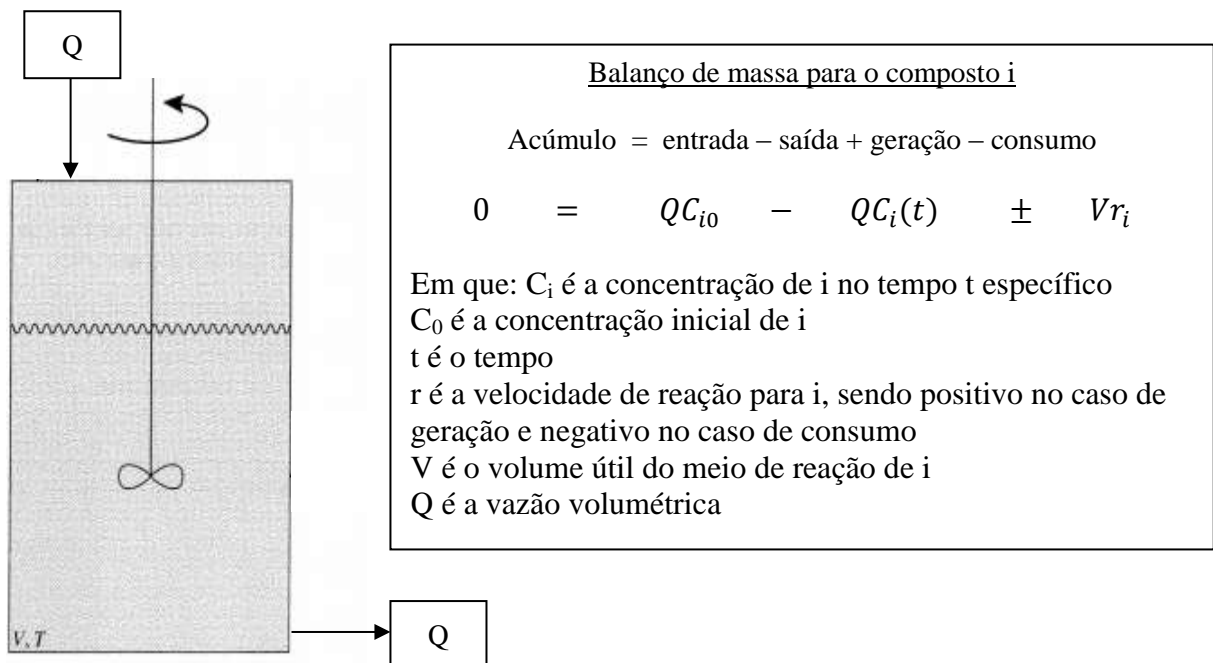 Q
Balanço de massa para o composto i
Acúmulo = entrada – saída + geração – consumo
0 = QC_{i0} − QC_i(t) ± Vr_i
Em que: C_i é a concentração de i no tempo t específico
C_0 é a concentração inicial de i
t é o tempo
r é a velocidade de reação para i, sendo positivo no caso de
geração e negativo no caso de consumo
V é o volume útil do meio de reação de i
Q é a vazão volumétrica
V, T
Q